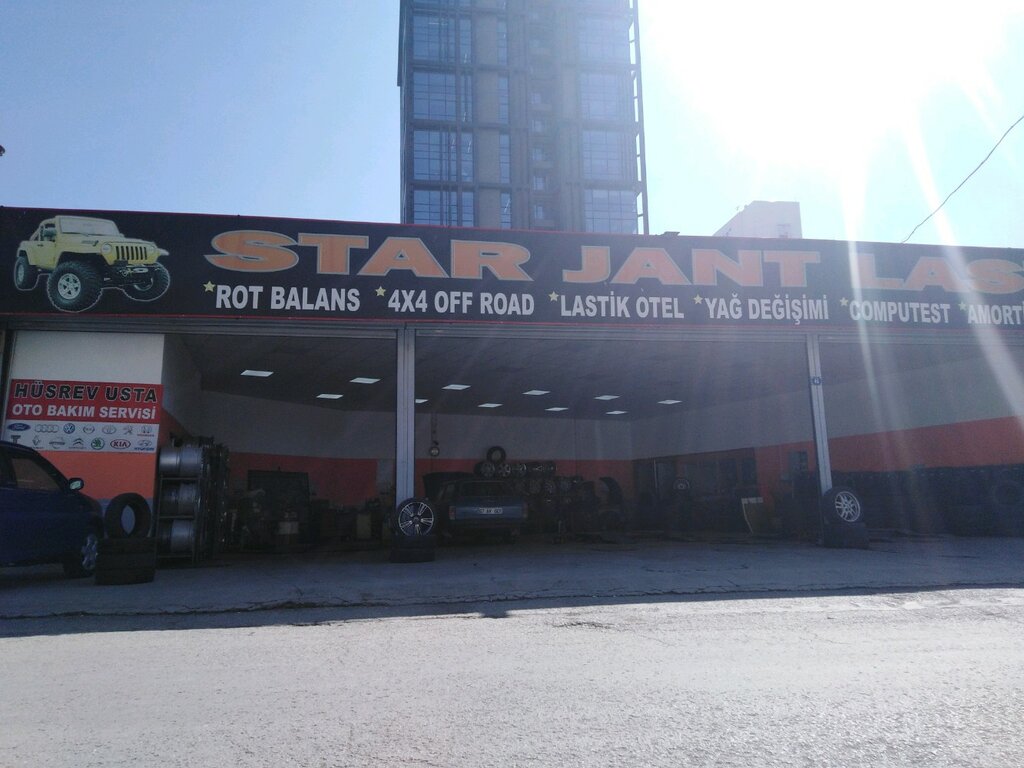 STAR JANT LAS
*ROT BALANS *4X4 OFF ROAD *LASTİK OTEL *YAĞ DEĞİŞİMİ *COMPUTEST *AMORTİ
HÜSREV USTA
OTO BAKIM SERVİSİ
KIA